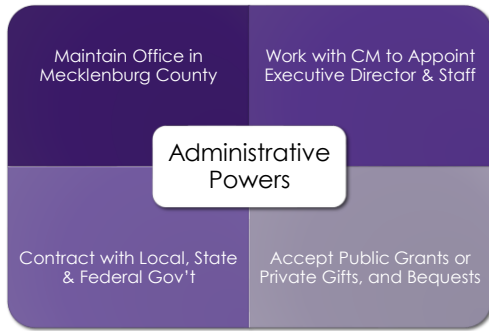 Maintain Office in
Mecklenburg County
Work with CM to Appoint
Executive Director & Staff
Administrative
Powers
Contract with Local, State
& Federal Gov't
Accept Public Grants or
Private Gifts, and Bequests